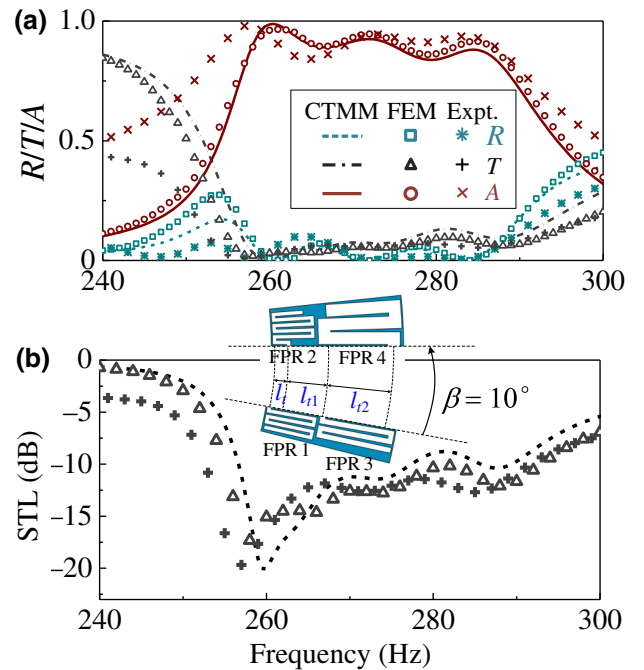 (a)
1.0
0.5
0
R/T/A
CTMM FEM Expt.
R
T
A
240 260 280 300
FPR 2 FPR 4
(b)
0
−5
−10
−15
−20
STL (dB)
lt lt1 lt2
β = 10°
FPR 1 FPR 3
240 260 280 300
Frequency (Hz)